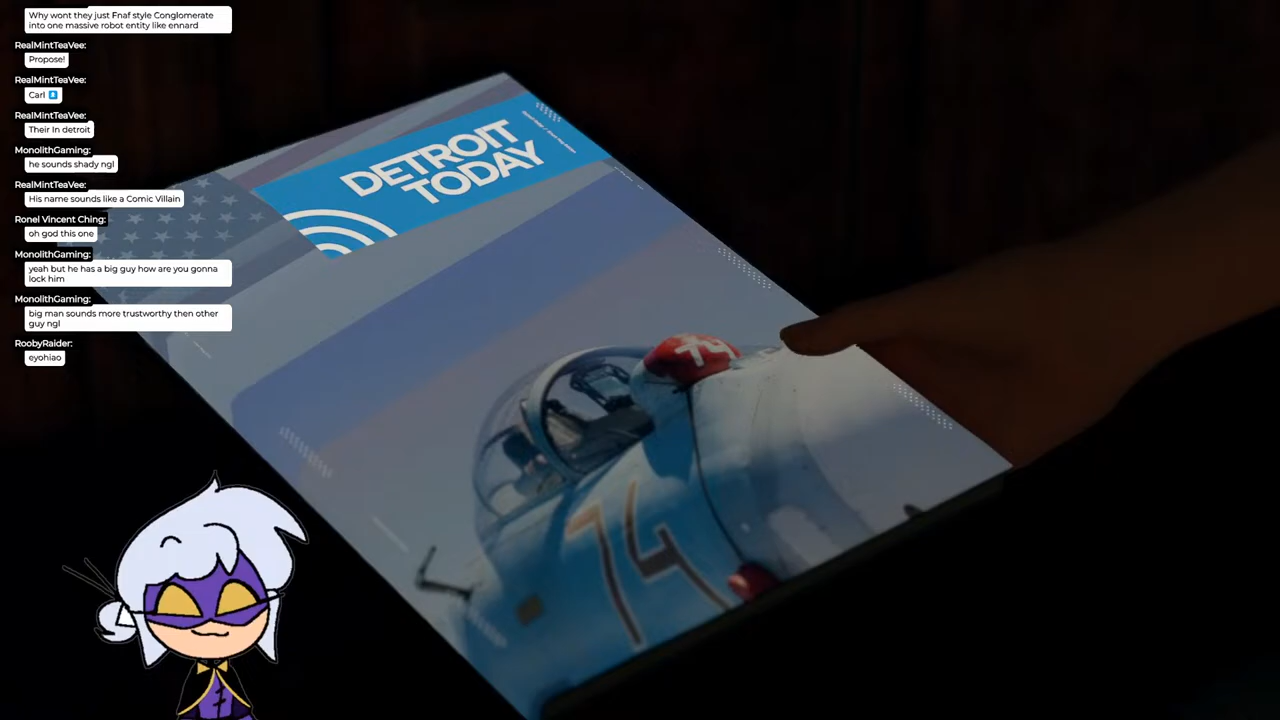 Why wont they just Fnaf style Conglomerate
into one massive robot entity like ennard
RealMintTeaVee:
Propose!
RealMintTeaVee:
Carl
RealMintTeaVee:
Their In detroit
MonolithGaming:
he sounds shady ngl
RealMintTeaVee:
His name sounds like a Comic Villain
Ronel Vincent Ching:
oh god this one
MonolithGaming:
yeah but he has a big guy how are you gonna
lock him
MonolithGaming:
big man sounds more trustworthy then other
guy ngl
RoobyRaider:
eyohiao
DETROIT
TODAY
74
74